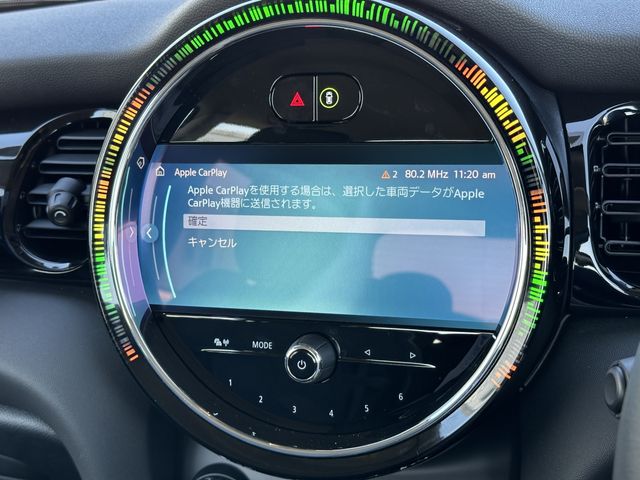 Apple CarPlay
2 80.2 MHz 11:20 am
Apple CarPlayを使用する場合は、選択した車両データがApple
CarPlay機器に送信されます。
確定
キャンセル
MODE
1 2 3 4 5 6